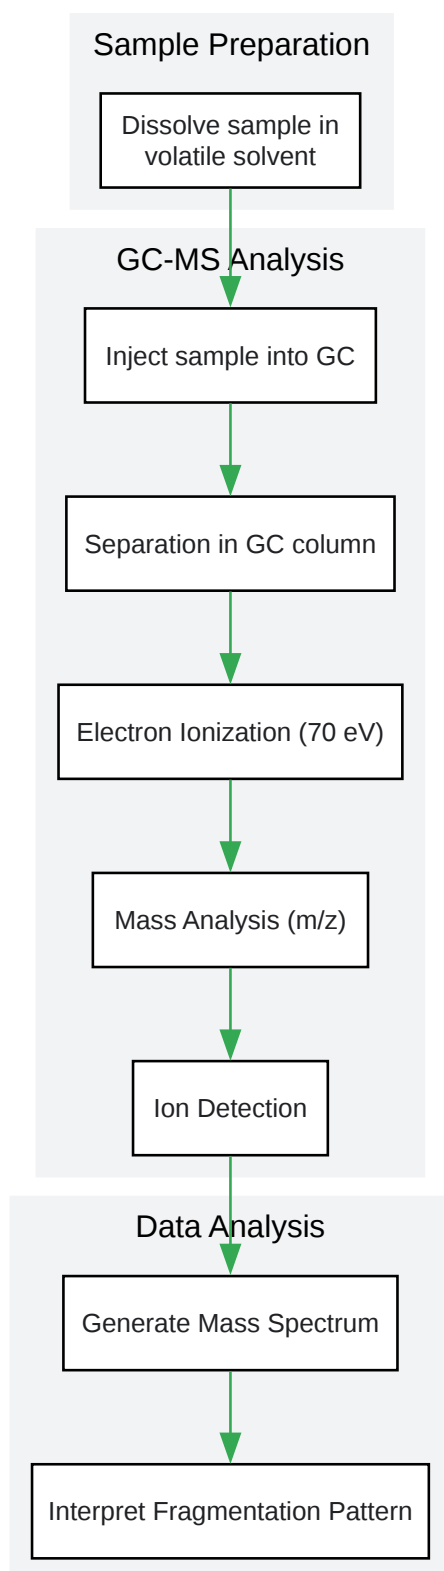 Sample Preparation
Dissolve sample in
volatile solvent
GC-MS Analysis
Inject sample into GC
Separation in GC column
Electron Ionization (70 eV)
Mass Analysis (m/z)
Ion Detection
Data Analysis
Generate Mass Spectrum
Interpret Fragmentation Pattern